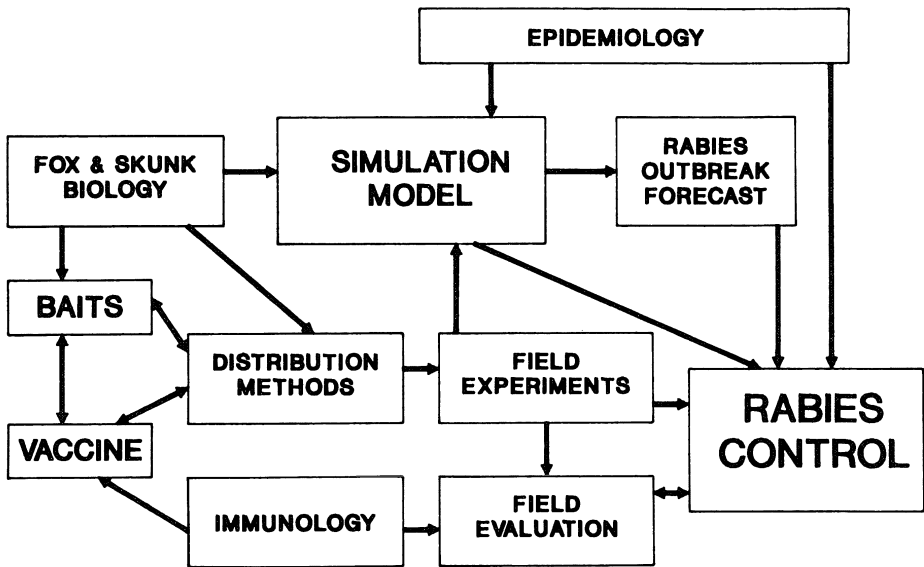 EPIDEMIOLOGY
FOX & SKUNK
BIOLOGY
SIMULATION
MODEL
RABIES
OUTBREAK
FORECAST
BAITS
DISTRIBUTION
METHODS
FIELD
EXPERIMENTS
RABIES
CONTROL
VACCINE
IMMUNOLOGY
FIELD
EVALUATION